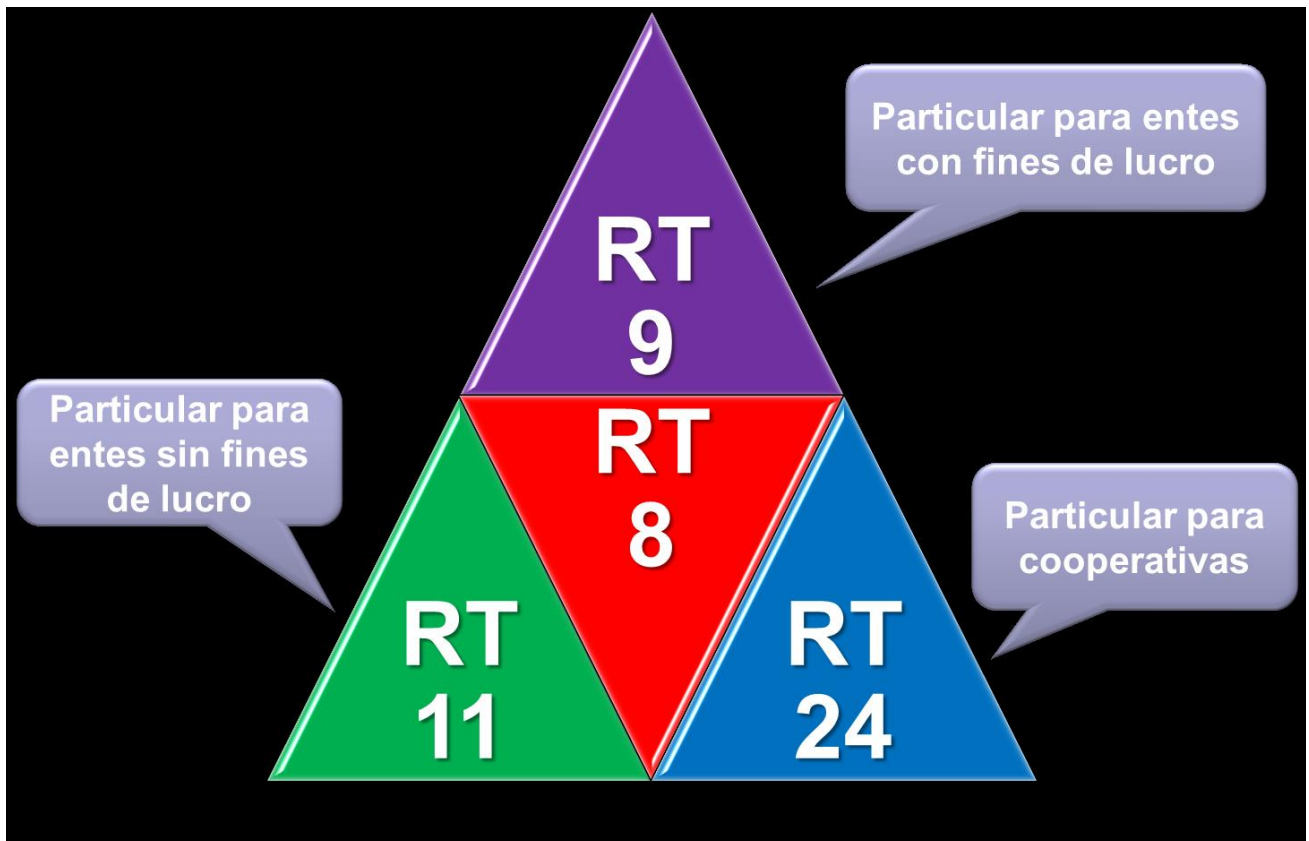 Particular para entes
con fines de lucro
RT
9
Particular para
entes sin fines
de lucro
RT
8
Particular para
cooperativas
RT
11
RT
24